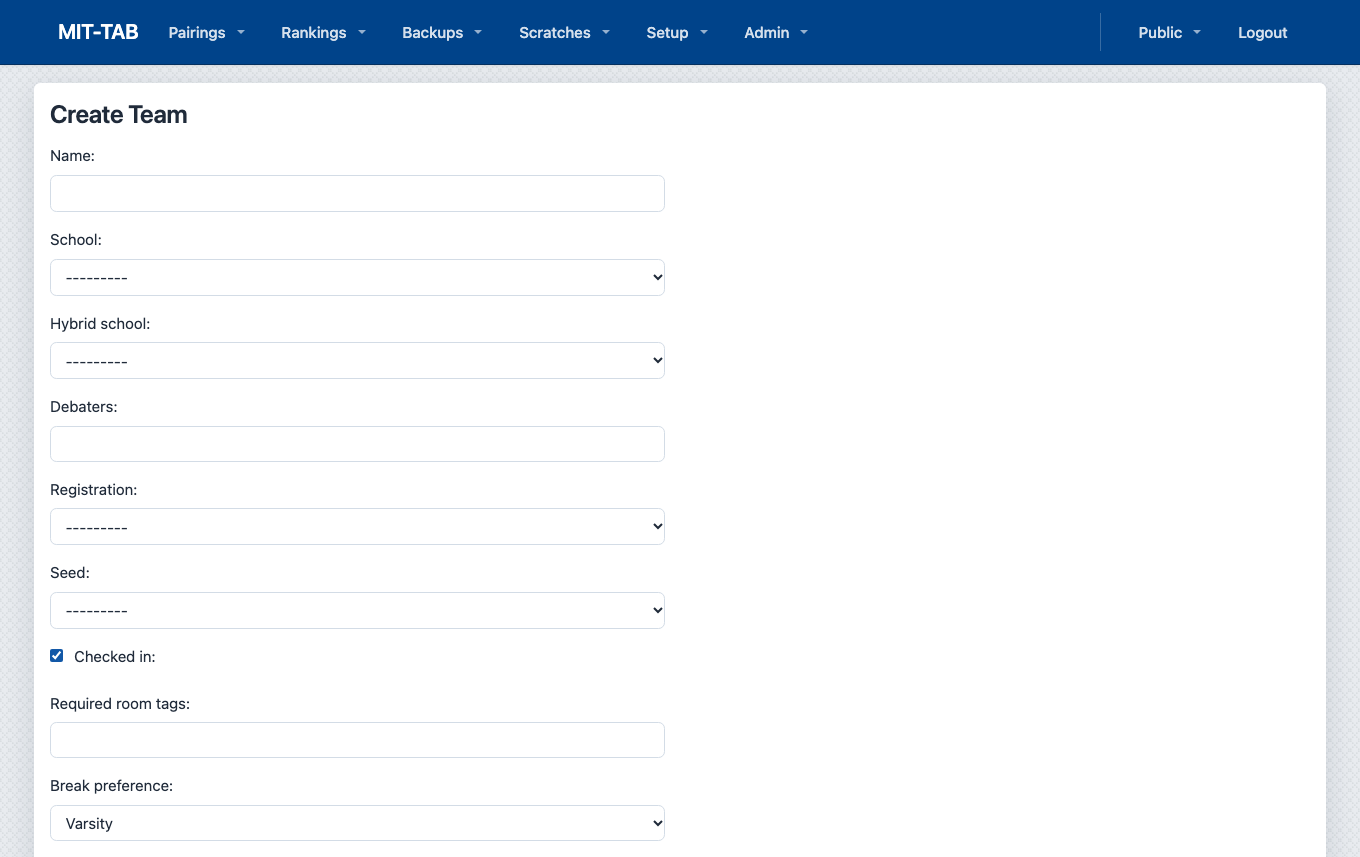 MIT-TAB Pairings Rankings Backups Scratches Setup Admin Public Logout
Create Team
Name:
School:
---------
Hybrid school:
---------
Debaters:
Registration:
---------
Seed:
---------
Checked in:
Required room tags:
Break preference:
Varsity